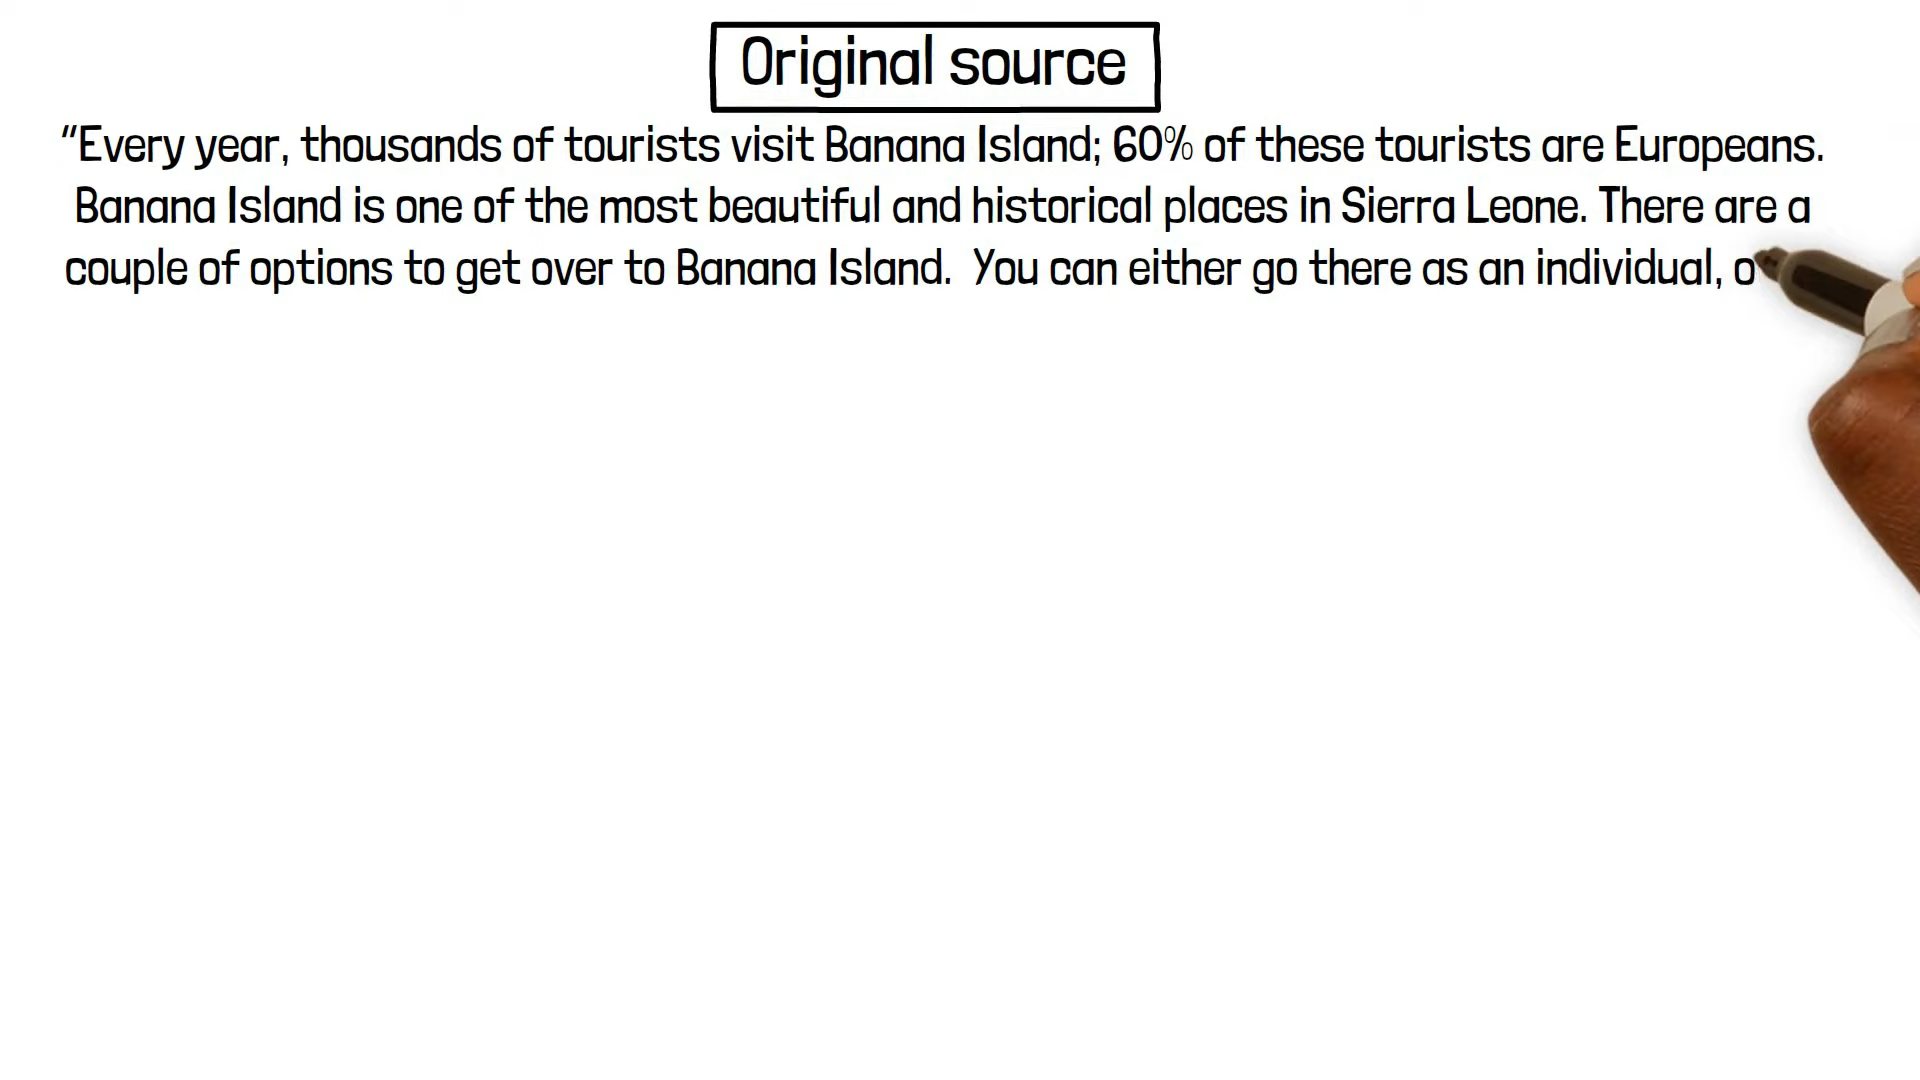 Original source
"Every year, thousands of tourists visit Banana Island; 60% of these tourists are Europeans.
Banana Island is one of the most beautiful and historical places in Sierra Leone. There are a
couple of options to get over to Banana Island. You can either go there as an individual, o